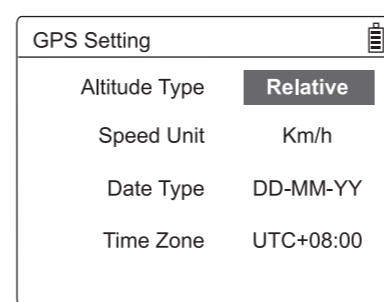 GPS Setting
Altitude Type Relative
Speed Unit Km/h
Date Type DD-MM-YY
Time Zone UTC+08:00